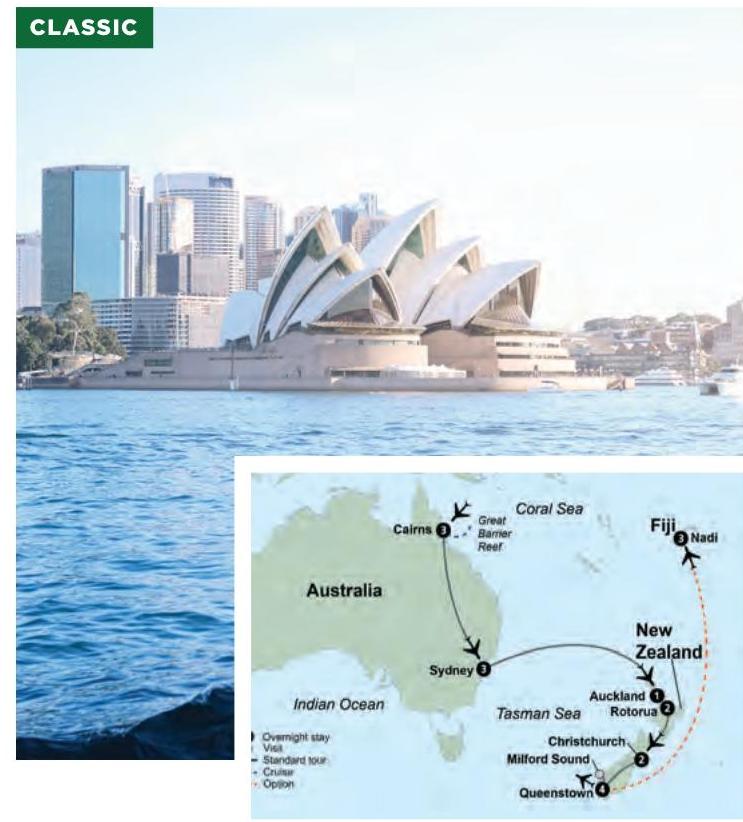 CLASSIC
Coral Sea
Cairns 3
Great
Barrier
Reef
Fiji
3 Nadi
Australia
New
Zealand
Sydney 3
Auckland 1
Rotorua 2
Indian Ocean
Tasman Sea
Christchurch
2
Milford Sound
Queenstown 4
Overnight stay
Visit
Standard tour
Cruise
Option